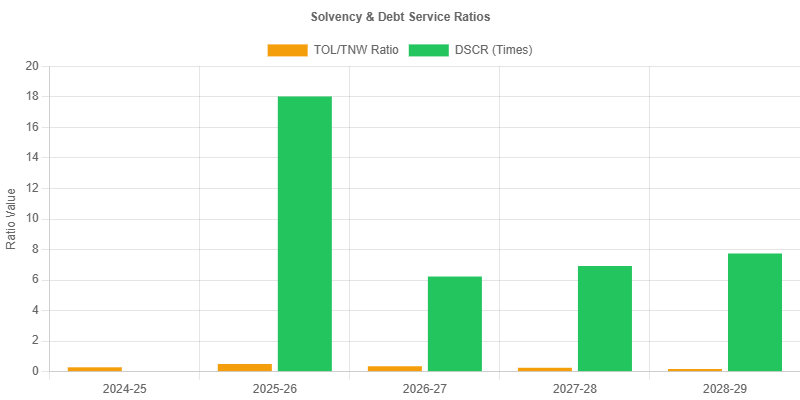 Solvency & Debt Service Ratios
TOL/TNW Ratio DSCR (Times)
Ratio Value
20
18
16
14
12
10
8
6
4
2
0
2024-25 2025-26 2026-27 2027-28 2028-29